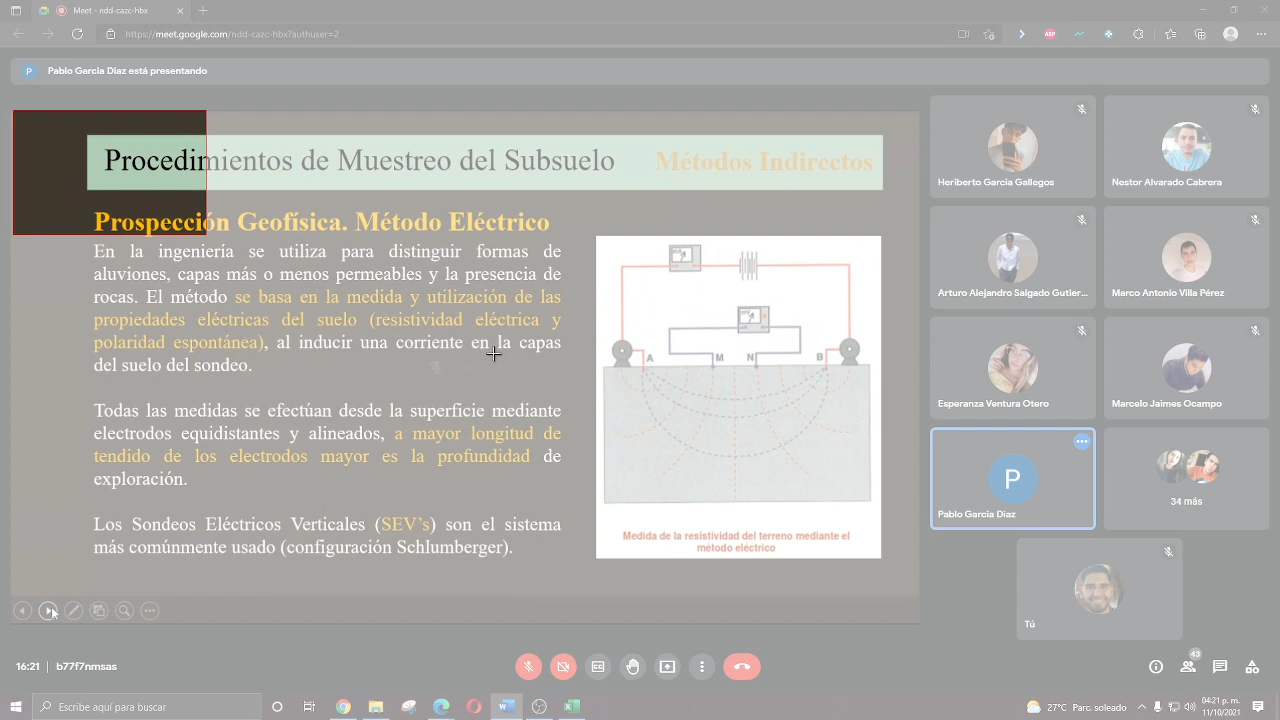 Meet - ndd-cazc-hbx
https://meet.google.com/ndd-cazc-hbx?authuser=2
ABP
P
Pablo Garcia Diaz está presentando
Procedimientos de Muestreo del Subsuelo
Métodos Indirectos
Prospección Geofísica. Método Eléctrico
En la ingeniería se utiliza para distinguir formas de
aluviones, capas más o menos permeables y la presencia de
rocas. El método se basa en la medida y utilización de las
propiedades eléctricas del suelo (resistividad eléctrica y
polaridad espontánea), al inducir una corriente en la capas
del suelo del sondeo.
Todas las medidas se efectúan desde la superficie mediante
electrodos equidistantes y alineados, a mayor longitud de
tendido de los electrodos mayor es la profundidad de
exploración.
Los Sondeos Eléctricos Verticales (SEV's) son el sistema
más comúnmente usado (configuración Schlumberger).
A
M
N
B
Medida de la resistividad del terreno mediante el
método eléctrico
Heriberto Garcia Gallegos
Nestor Alvarado Cabrera
Arturo Alejandro Salgado Gutier...
Marco Antonio Villa Pérez
Esperanza Ventura Otero
Marcelo Jaimes Ocampo
P
Pablo Garcia Diaz
34 más
Tú
16:21 | b77f7nmsas
43
Escribe aquí para buscar
27°C Parc. soleado
04:21 p. m.
11/10/2021